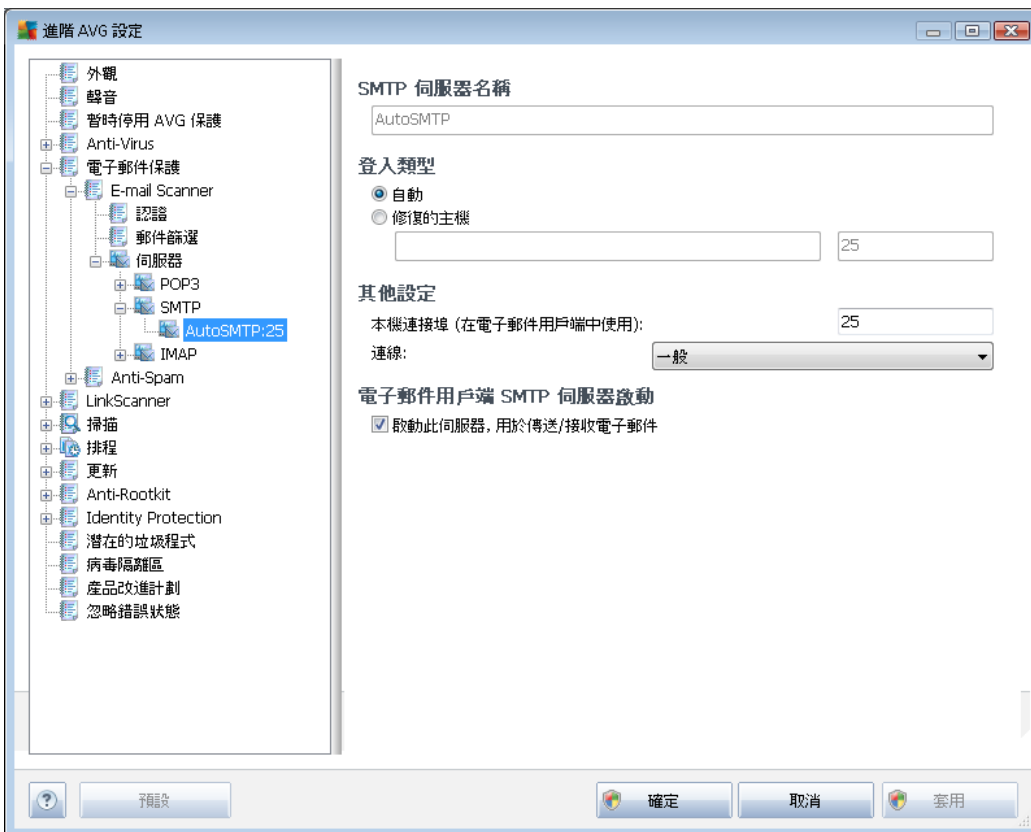 進階 AVG 設定
外觀
聲音
暫時停用 AVG 保護
Anti-Virus
電子郵件保護
E-mail Scanner
認證
郵件篩選
伺服器
POP3
SMTP
AutoSMTP:25
IMAP
Anti-Spam
LinkScanner
掃描
排程
更新
Anti-Rootkit
Identity Protection
潛在的垃圾程式
病毒隔離區
產品改進計劃
忽略錯誤狀態
SMTP 伺服器名稱
AutoSMTP
登入類型
自動
修復的主機
25
其他設定
本機連接埠 (在電子郵件用戶端中使用):
25
連線:
一般
電子郵件用戶端 SMTP 伺服器啟動
啟動此伺服器, 用於傳送/接收電子郵件
?
預設
確定
取消
套用